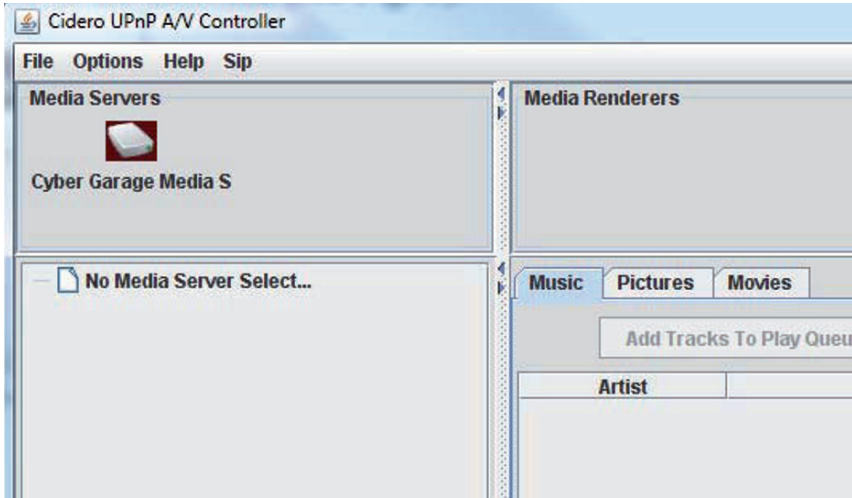 Cidero UPnP A/V Controller
File Options Help Sip
Media Servers
Cyber Garage Media S
Media Renderers
No Media Server Select...
Music Pictures Movies
Add Tracks To Play Queu
Artist